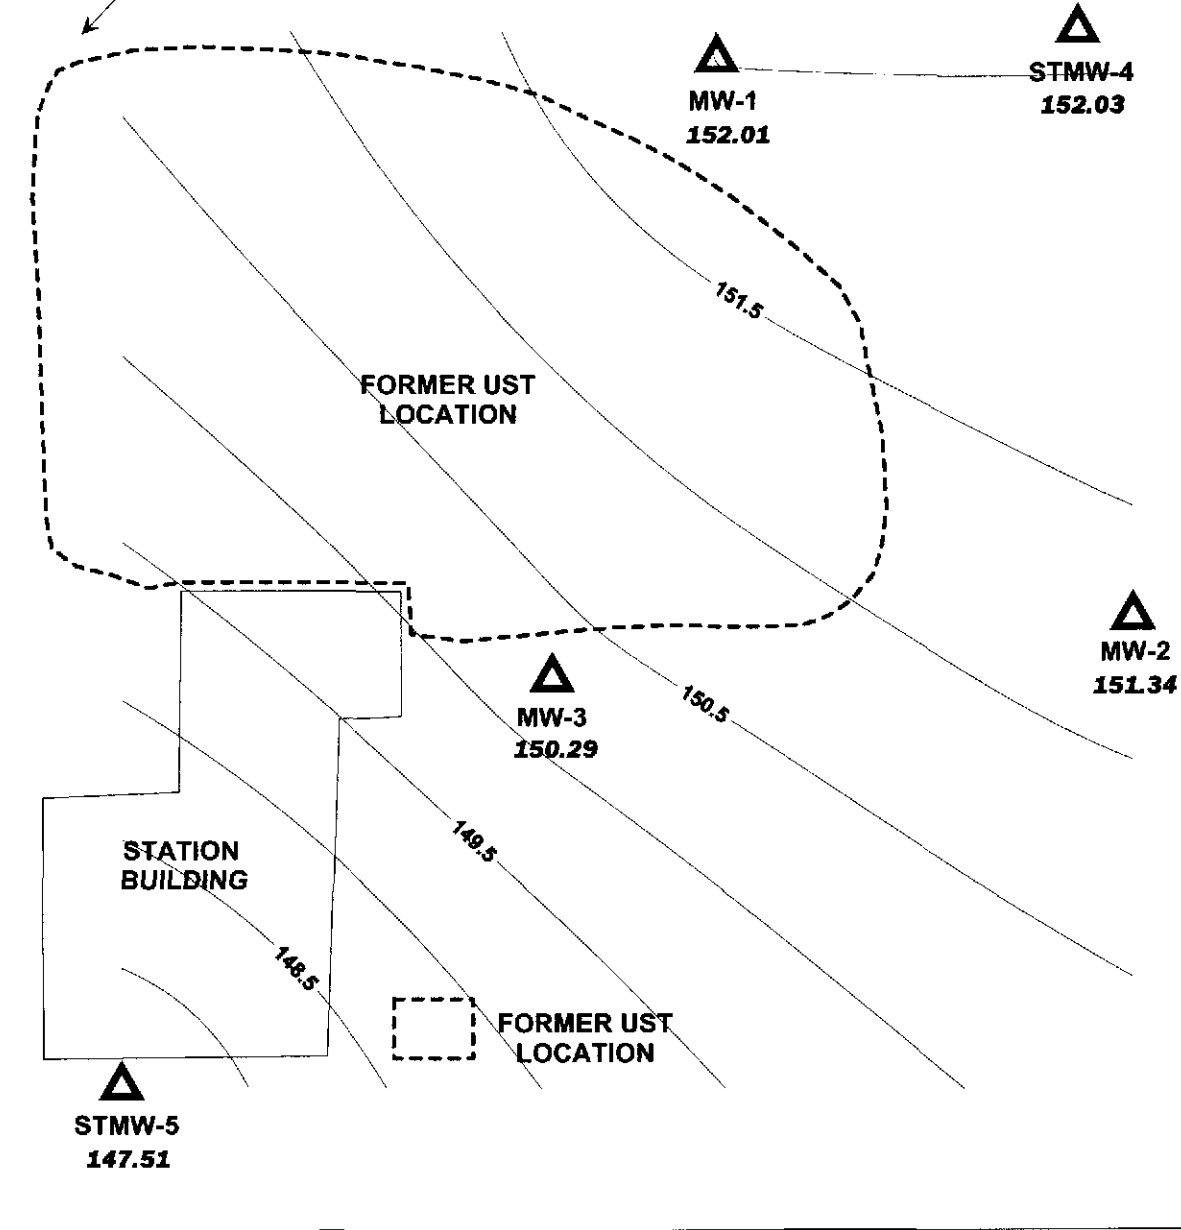 STMW-4
152.03
MW-1
152.01
151.5
FORMER UST
LOCATION
MW-2
151.34
150.5
MW-3
150.29
149.5
STATION
BUILDING
148.5
FORMER UST
LOCATION
STMW-5
147.51